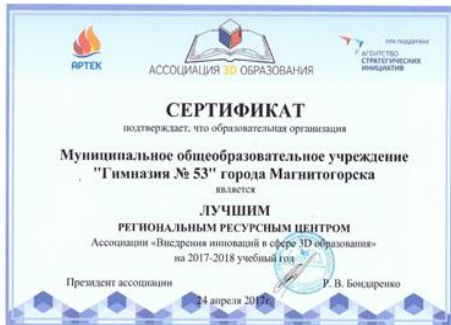 АРТЕК
АССОЦИАЦИЯ 3D ОБРАЗОВАНИЯ
ПРИ ПОДДЕРЖКЕ
АГЕНТСТВО
СТРАТЕГИЧЕСКИХ
ИНИЦИАТИВ
СЕРТИФИКАТ
подтверждает, что образовательная организация
Муниципальное общеобразовательное учреждение
"Гимназия № 53" города Магнитогорска
является
ЛУЧШИМ
РЕГИОНАЛЬНЫМ РЕСУРСНЫМ ЦЕНТРОМ
Ассоциации «Внедрения инноваций в сфере 3D образования»
на 2017-2018 учебный год
Президент ассоциации Р. В. Бондаренко
24 апреля 2017г.